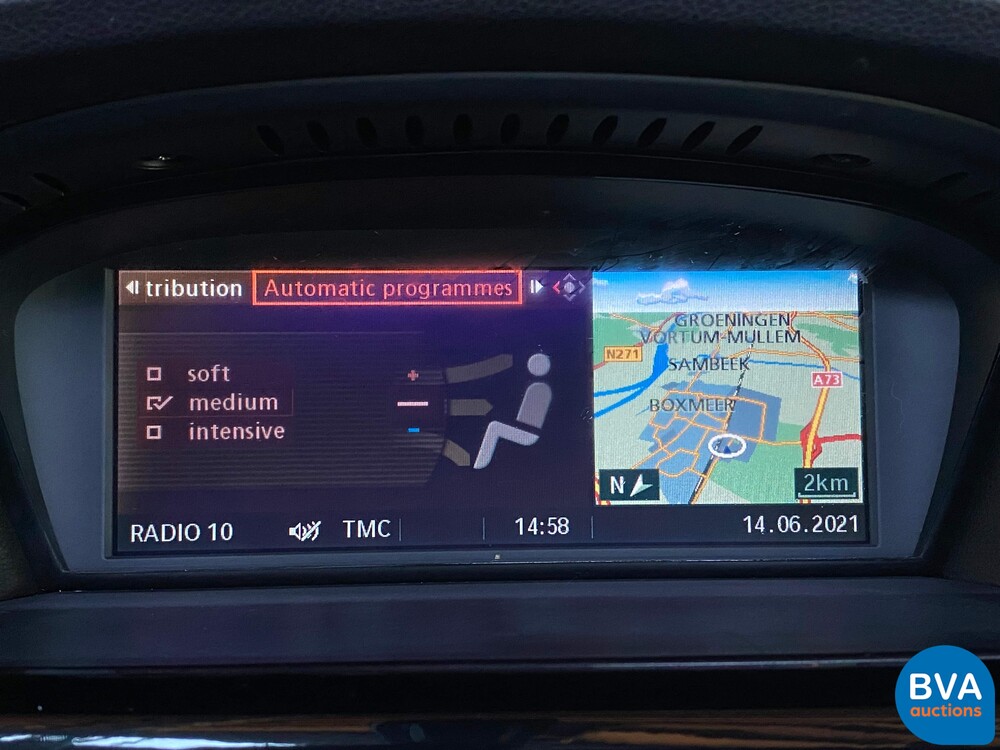 tribution Automatic programmes
soft
medium
intensive
GROENINGEN
VORTUM-MULLEM
N271
SAMBEEK
A73
BOXMEER
N
2km
RADIO 10 TMC 14:58 14.06.2021
BVA
auctions